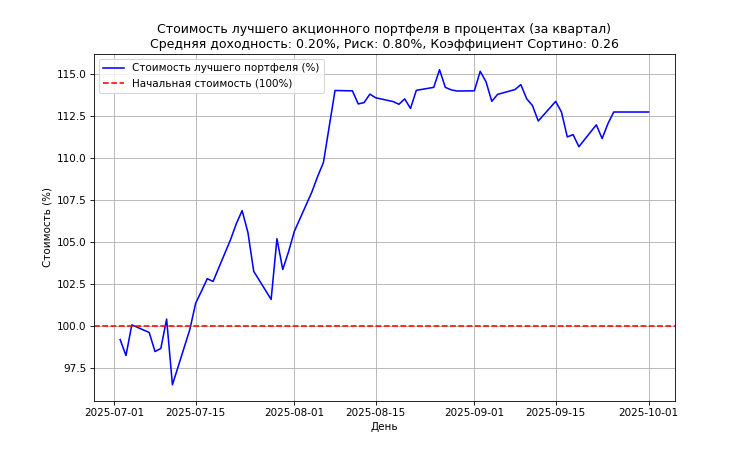 Стоимость лучшего акционного портфеля в процентах (за квартал)
Средняя доходность: 0.20%, Риск: 0.80%, Коэффициент Сортино: 0.26
Стоимость лучшего портфеля (%)
Начальная стоимость (100%)
115.0
112.5
110.0
107.5
105.0
102.5
100.0
97.5
Стоимость (%)
2025-07-01 2025-07-15 2025-08-01 2025-08-15 2025-09-01 2025-09-15 2025-10-01
День